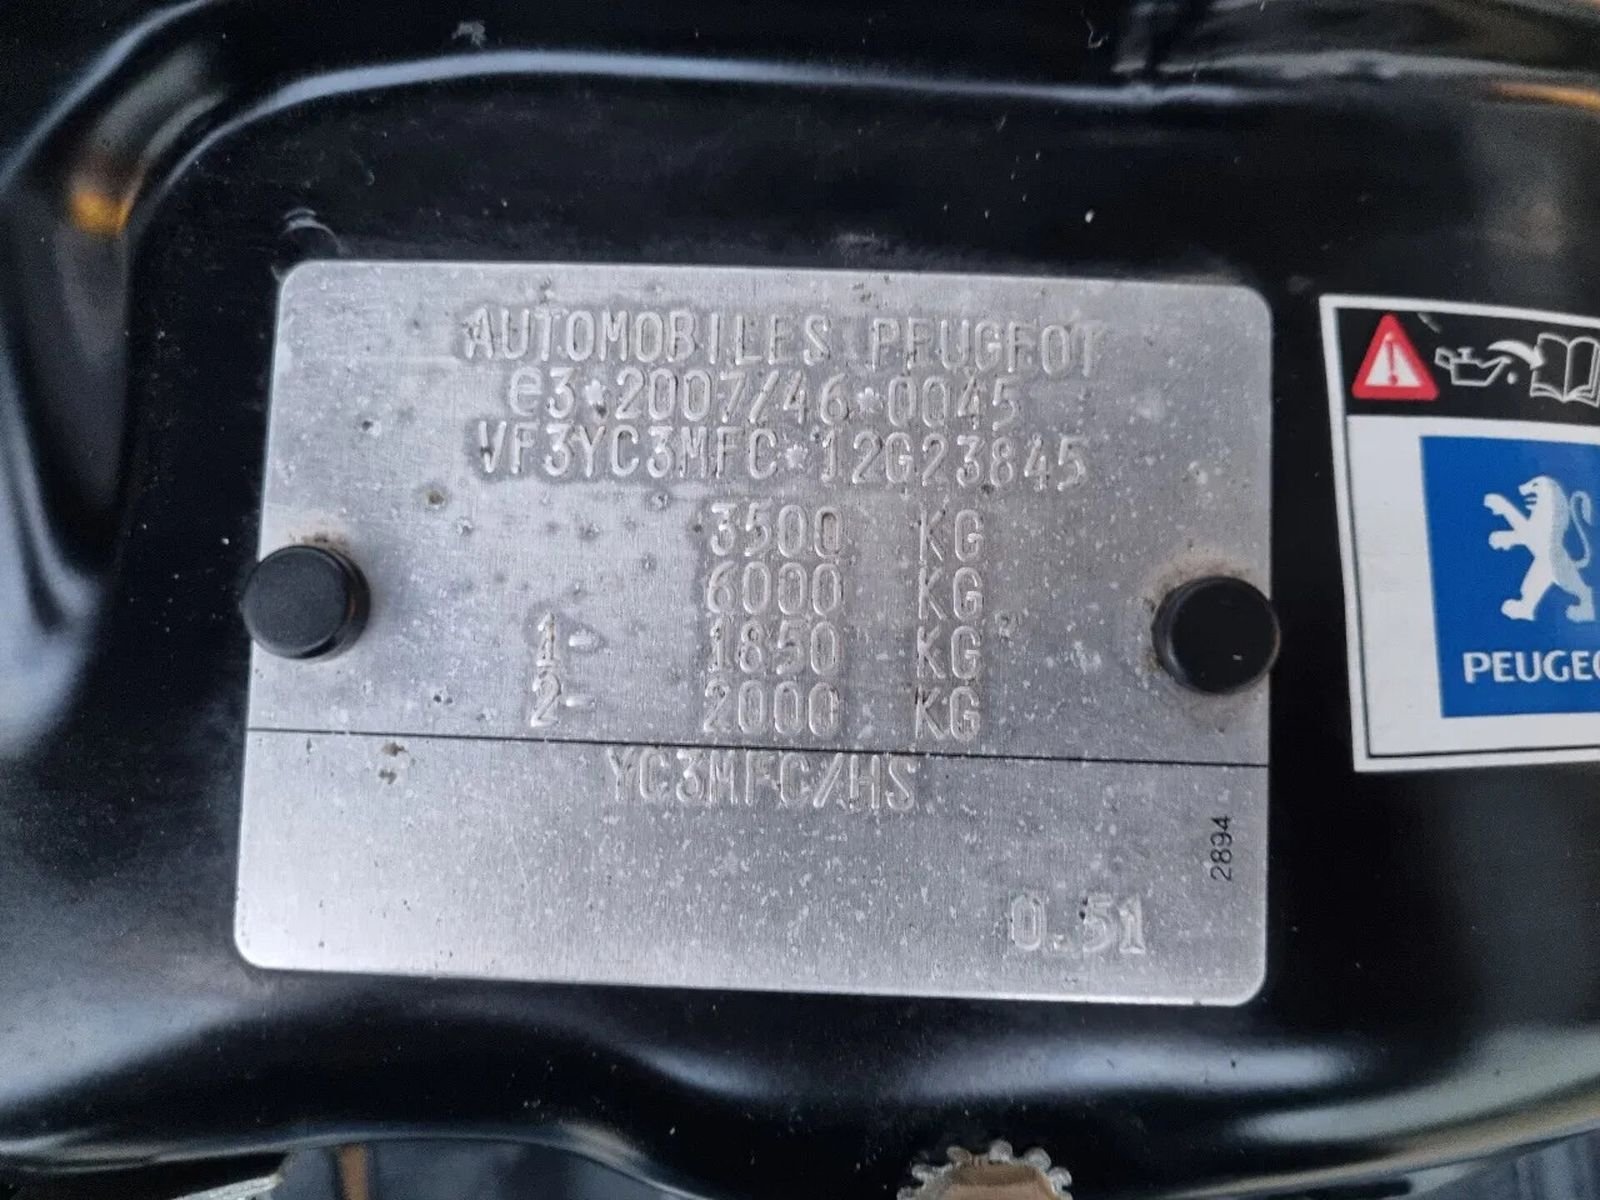 AUTOMOBILES PEUGEOT
e3*2007/46*0045
VF3YC3MFC*12G23845
3500 KG
6000 KG
1- 1850 KG
2- 2000 KG
YC3MFC/HS
2894
0.51
PEUGEO